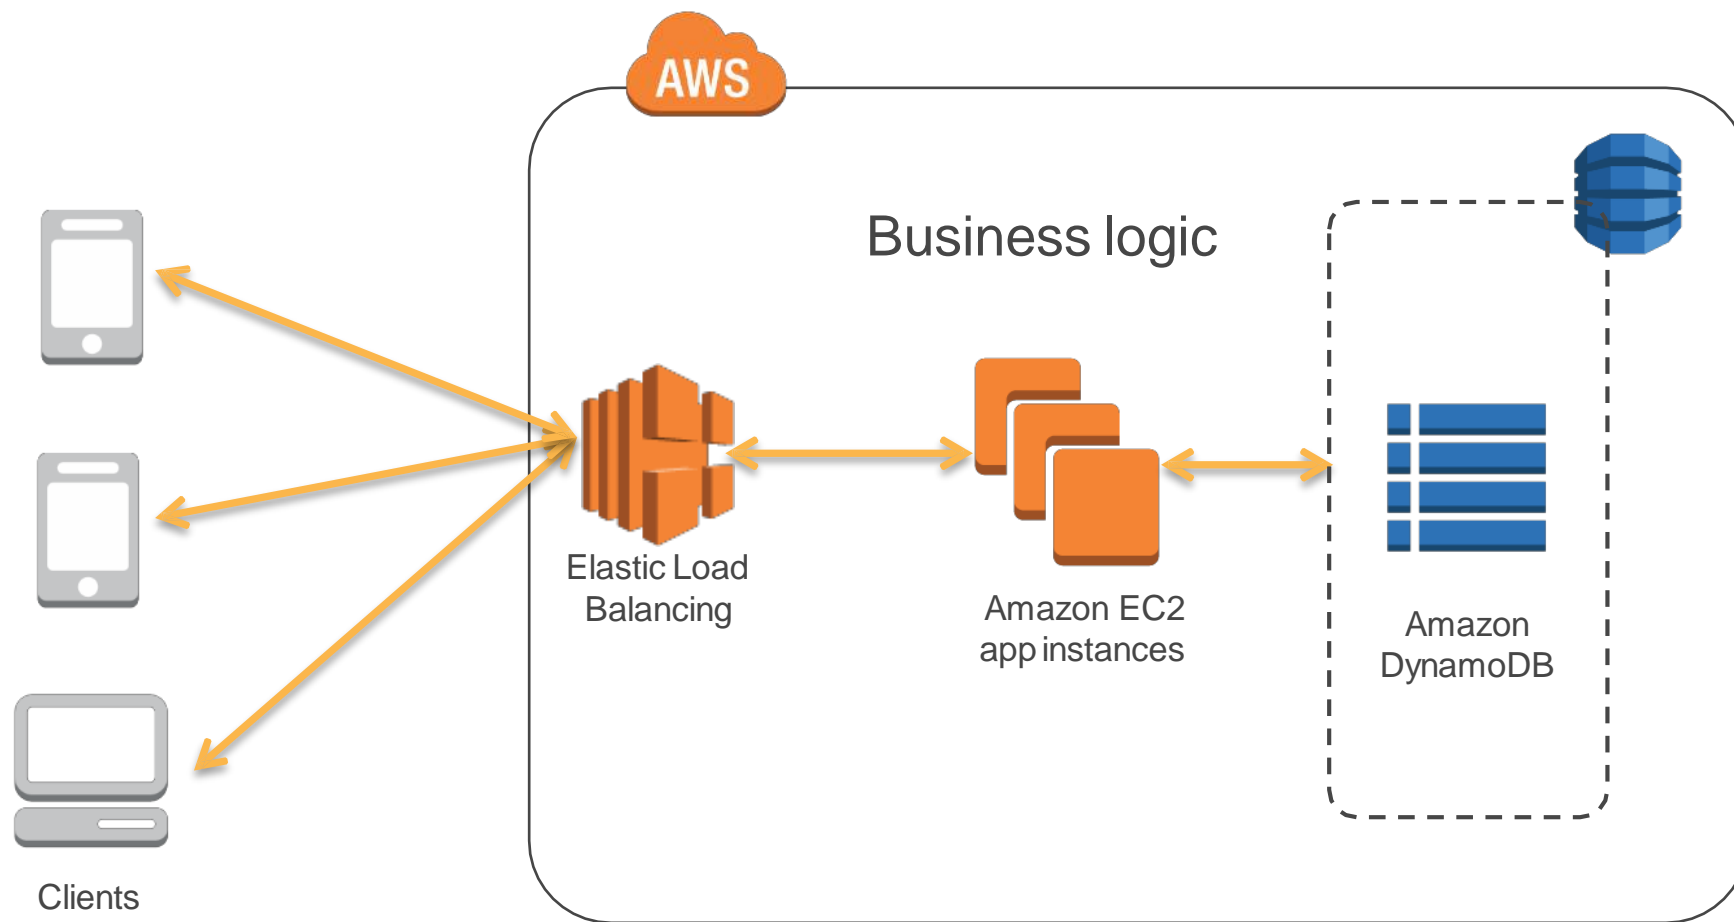 AWS
Business logic
Elastic Load
Balancing
Amazon EC2
app instances
Amazon
DynamoDB
Clients